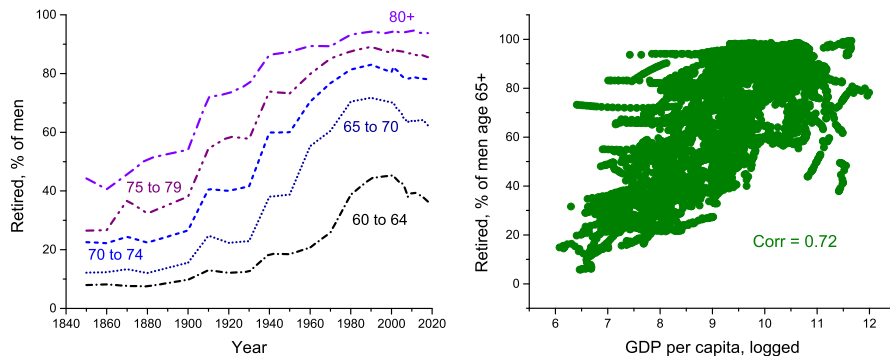 100
80
60
40
20
0
Retired, % of men
80+
75 to 79
65 to 70
70 to 74
60 to 64
1840 1860 1880 1900 1920 1940 1960 1980 2000 2020
Year
100
80
60
40
20
0
Retired, % of men age 65+
Corr = 0.72
6 7 8 9 10 11 12
GDP per capita, logged